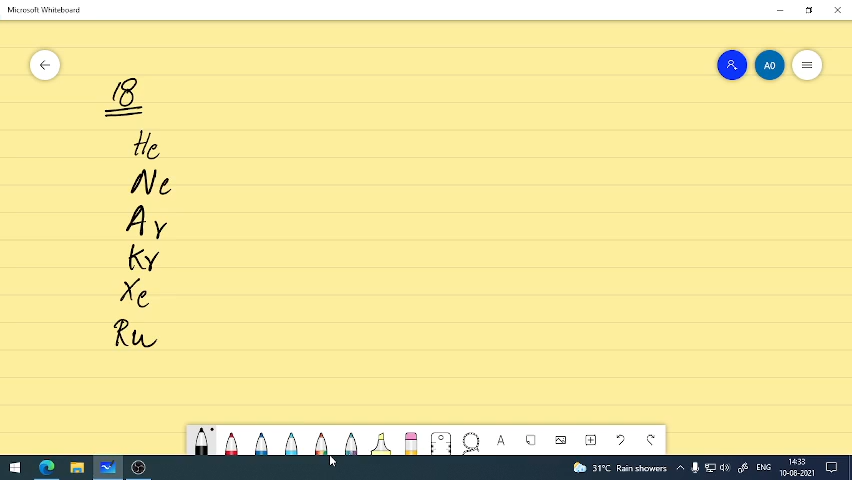 Microsoft Whiteboard
A0
18
He
Ne
Ar
Kr
Xe
Ru
A
31°C Rain showers
ENG
14:33
10-08-2021